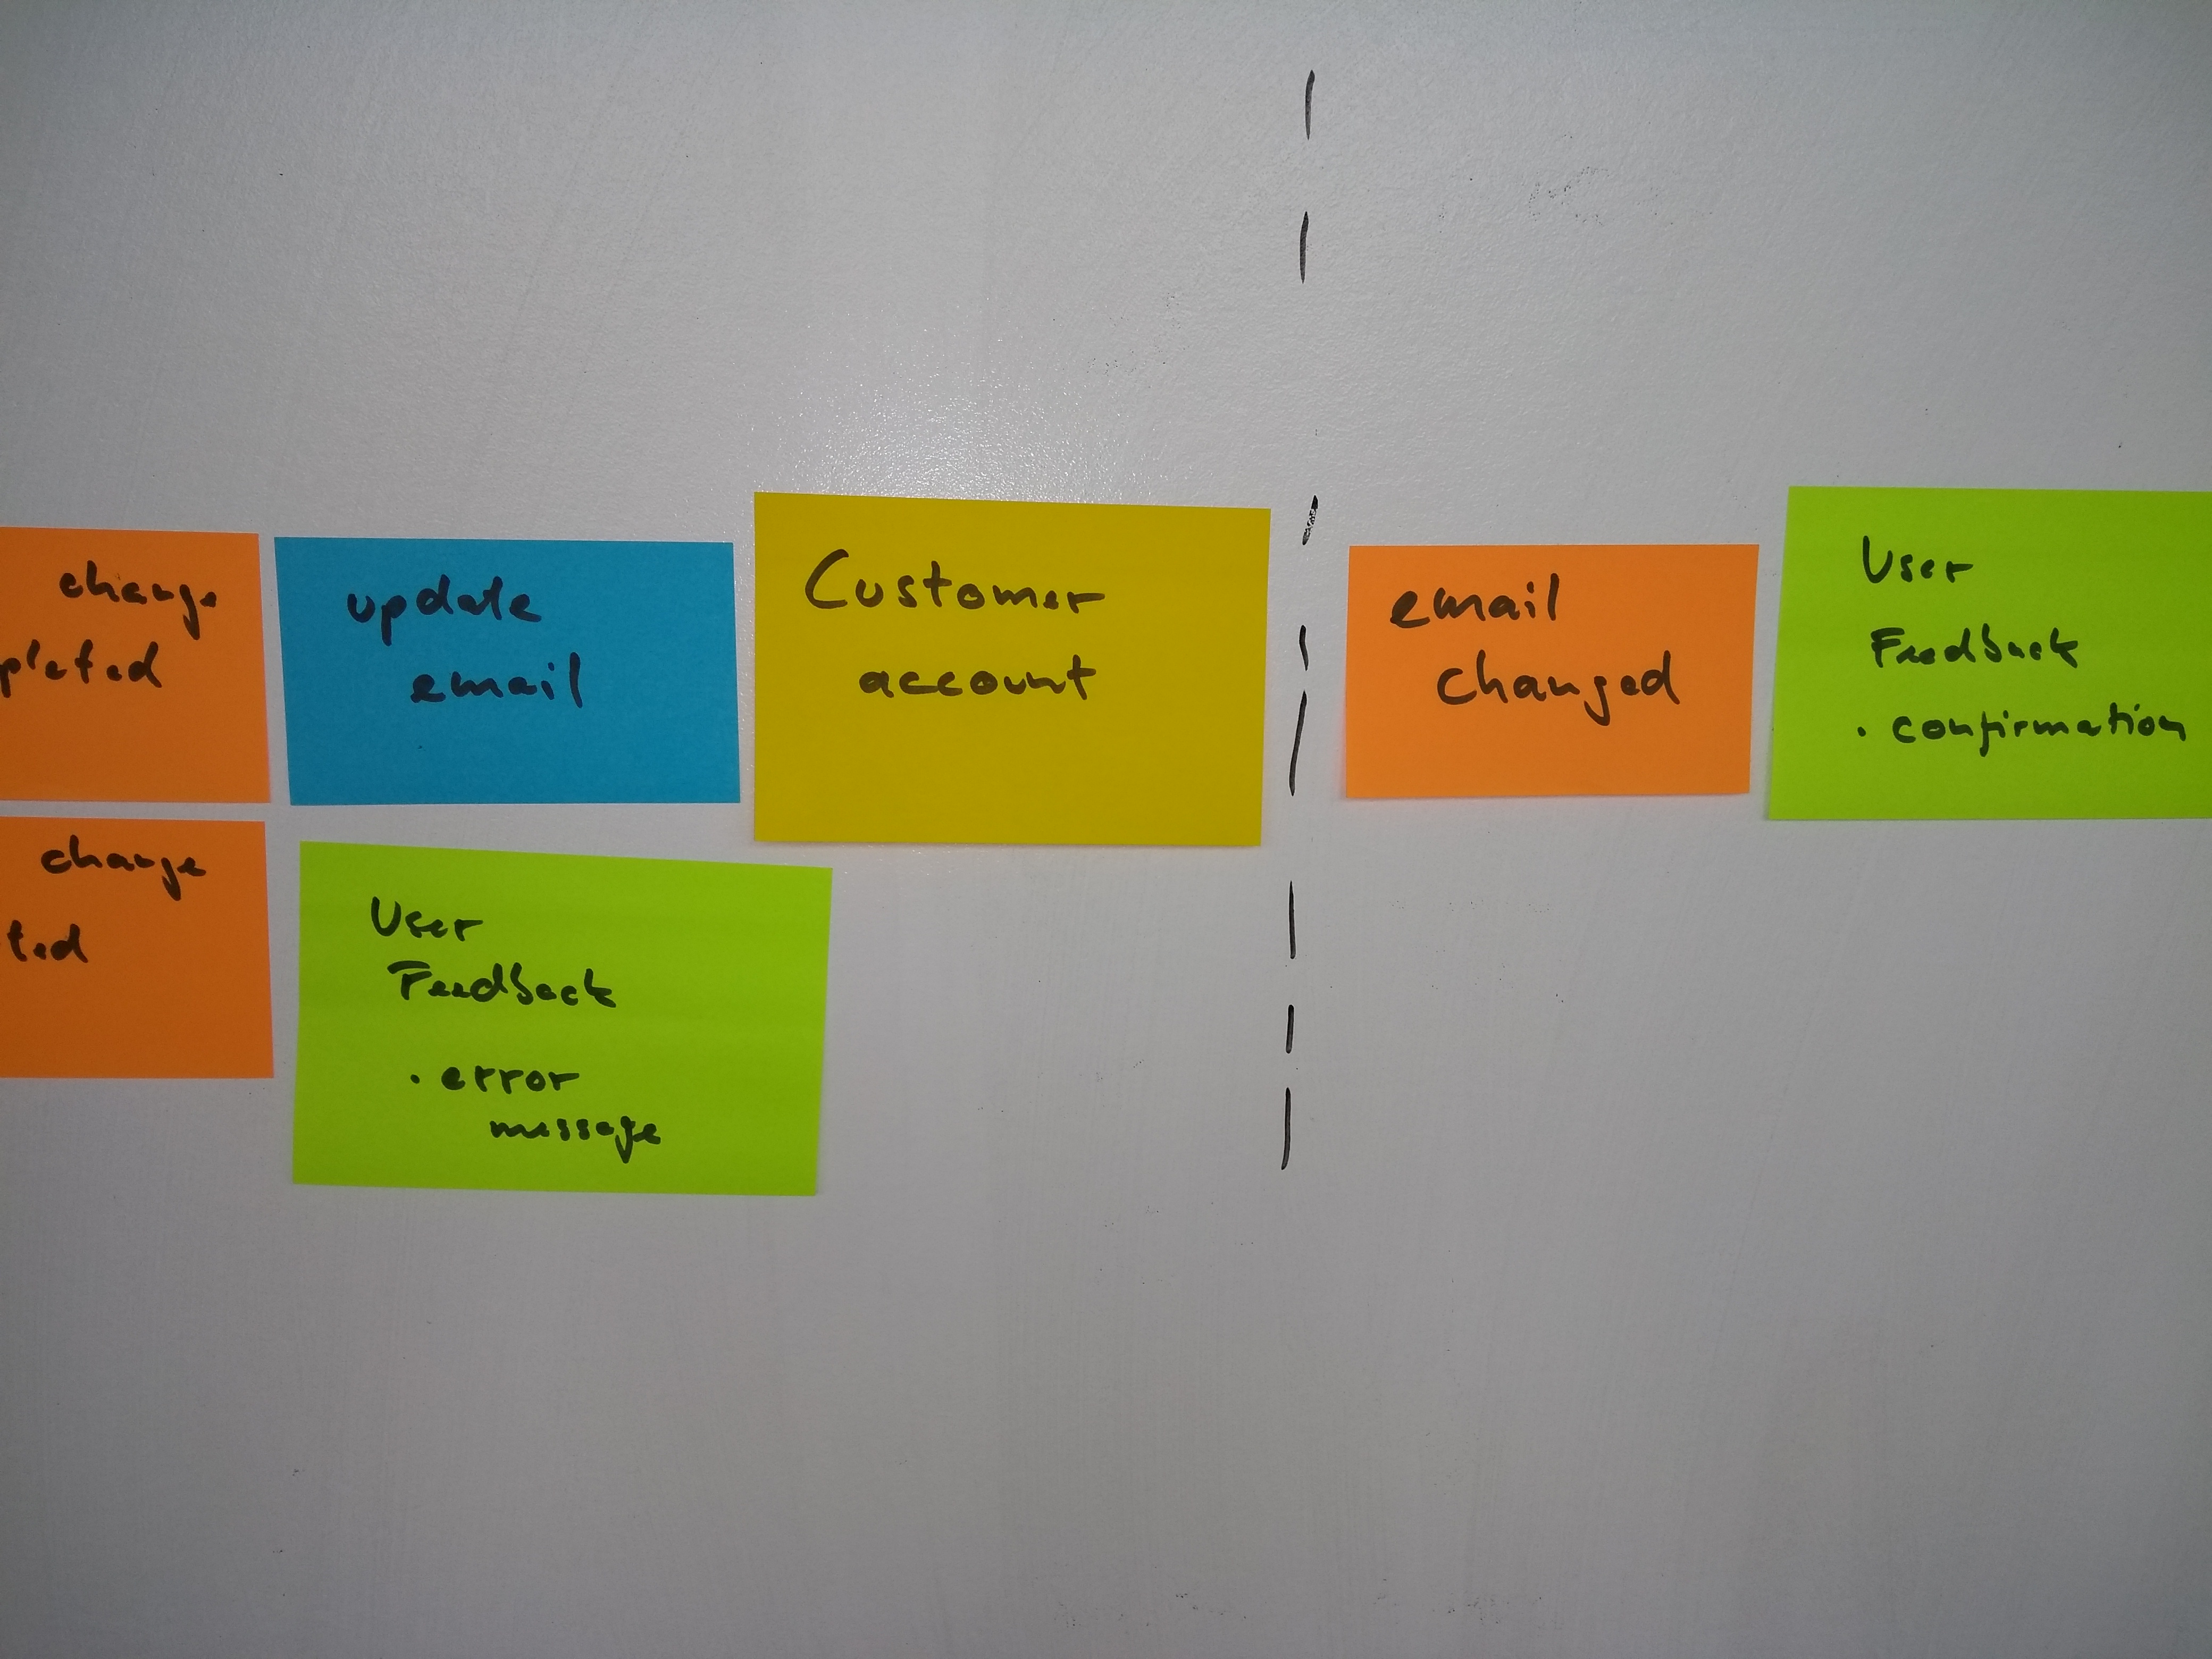 change
pleted
update
email
Customer
account
email
changed
User
Feedback
. confirmation
change
ted
User
Feedback
. error
message